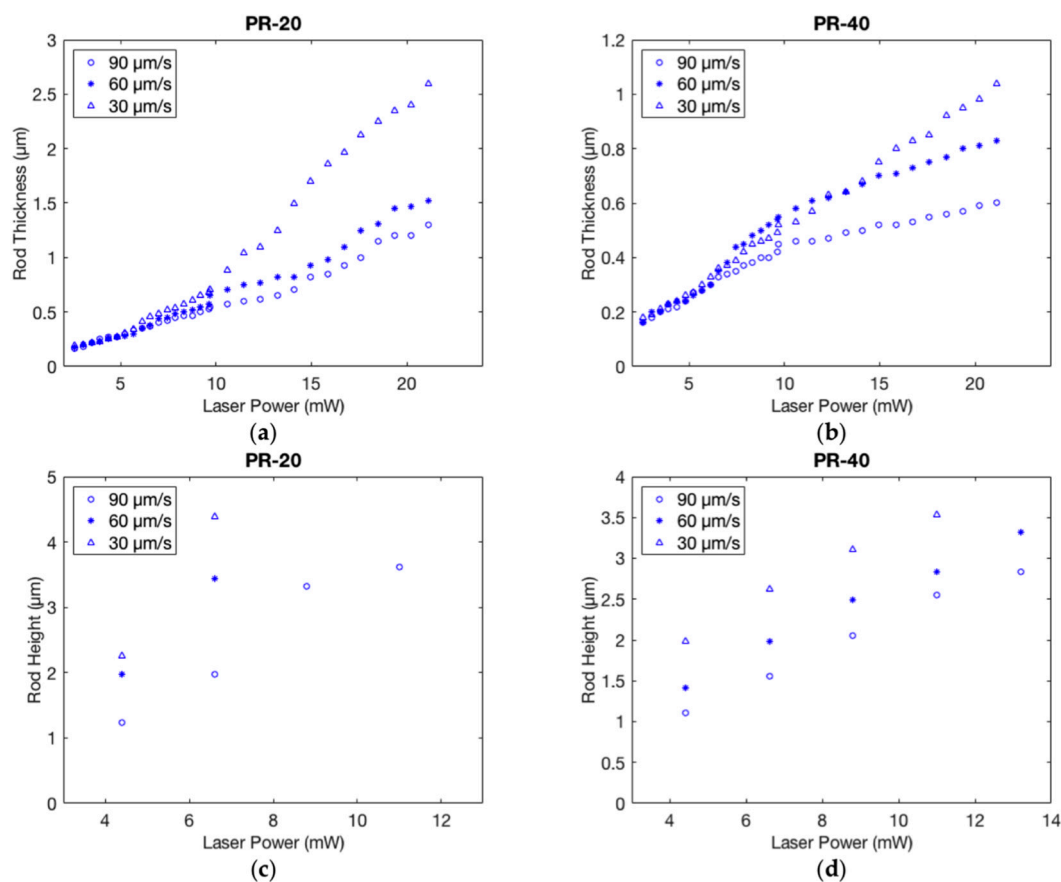 PR-20
3
2.5
2
1.5
1
0.5
0
90 µm/s
60 µm/s
30 µm/s
Rod Thickness (µm)
5
10
15
20
Laser Power (mW)
(a)
PR-40
1.2
1
0.8
0.6
0.4
0.2
0
90 µm/s
60 µm/s
30 µm/s
Rod Thickness (µm)
5
10
15
20
Laser Power (mW)
(b)
PR-20
5
4
3
2
1
0
90 µm/s
60 µm/s
30 µm/s
Rod Height (µm)
4
6
8
10
12
Laser Power (mW)
(c)
PR-40
4
3.5
3
2.5
2
1.5
1
0.5
0
90 µm/s
60 µm/s
30 µm/s
Rod Height (µm)
4
6
8
10
12
14
Laser Power (mW)
(d)